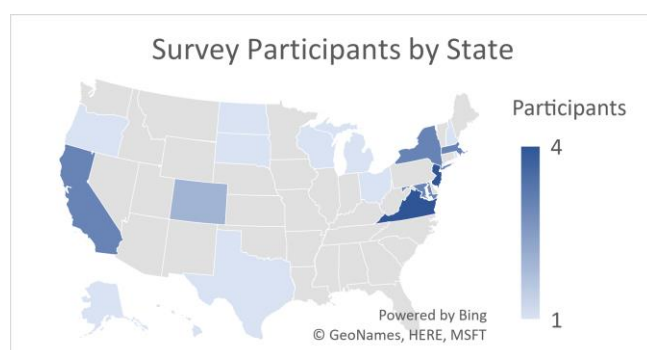 Survey Participants by State
Participants
4
1
Powered by Bing
© GeoNames, HERE, MSFT